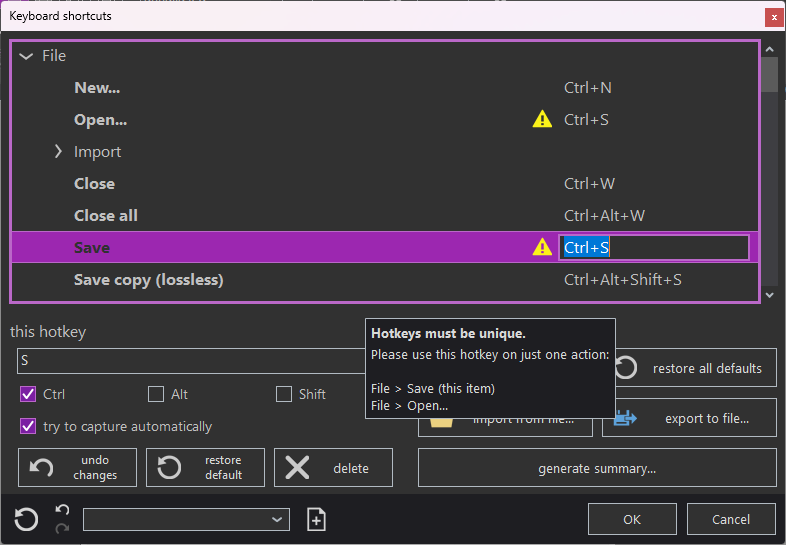 Keyboard shortcuts
File
New... Ctrl+N
Open... Ctrl+S
Import
Close Ctrl+W
Close all Ctrl+Alt+W
Save Ctrl+S
Save copy (lossless) Ctrl+Alt+Shift+S
this hotkey
S
Ctrl Alt Shift
try to capture automatically
Hotkeys must be unique.
Please use this hotkey on just one action:
File > Save (this item)
File > Open...
restore all defaults
import from file...
export to file...
undo
changes
restore
default
delete
generate summary...
OK
Cancel